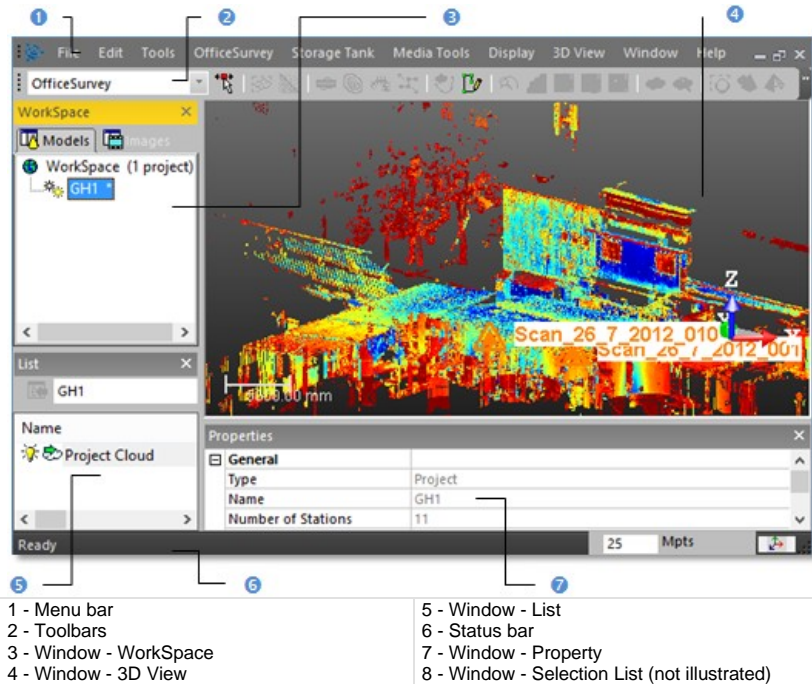 1 2 3 4
File Edit Tools OfficeSurvey Storage Tank Media Tools Display 3D View Window Help
OfficeSurvey
WorkSpace
Models Images
WorkSpace (1 project)
GH1 *
List
GH1
Name
Project Cloud
Z
X
Scan_26_7_2012_010
Scan_26_7_2012_001
mm
Properties
General
Type Project
Name GH1
Number of Stations 11
Ready 25 Mpts
5 6 7
1 - Menu bar
2 - Toolbars
3 - Window - WorkSpace
4 - Window - 3D View
5 - Window - List
6 - Status bar
7 - Window - Property
8 - Window - Selection List (not illustrated)